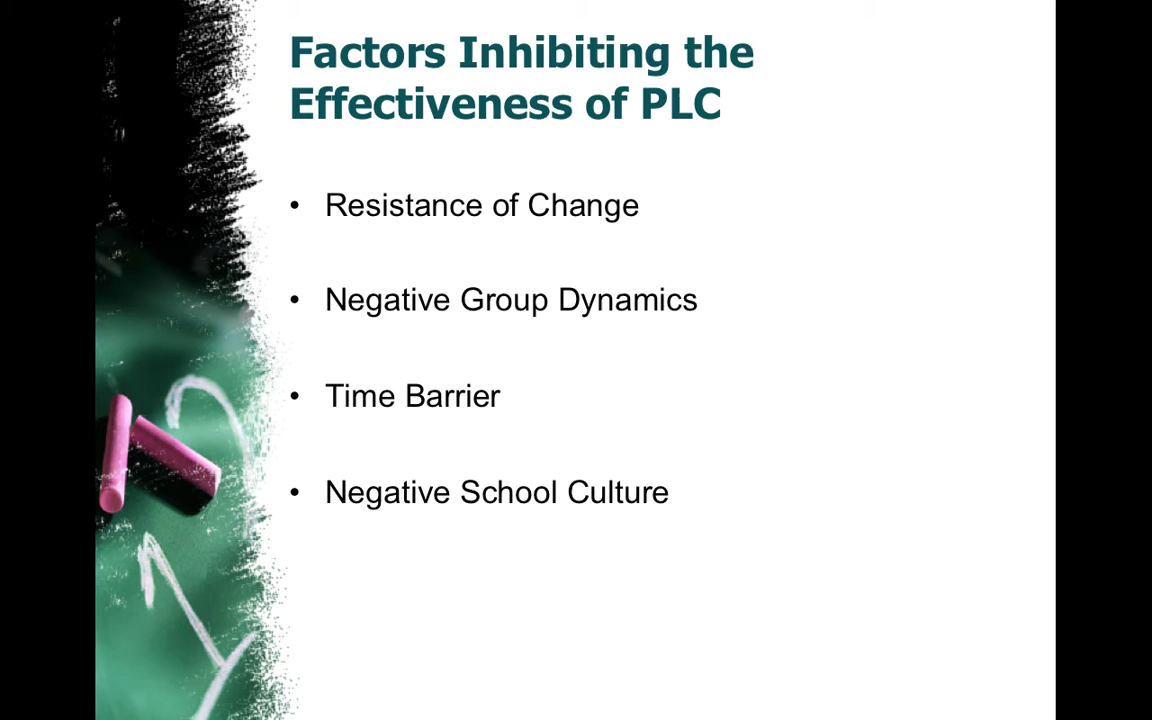 Factors Inhibiting the
Effectiveness of PLC
• Resistance of Change
• Negative Group Dynamics
• Time Barrier
• Negative School Culture